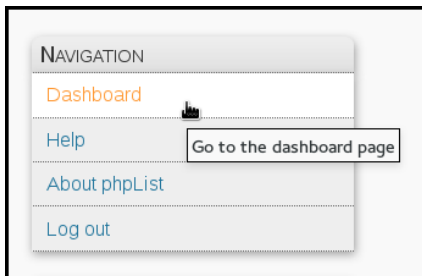 Navigation
Dashboard
Help
Go to the dashboard page
About phpList
Log out